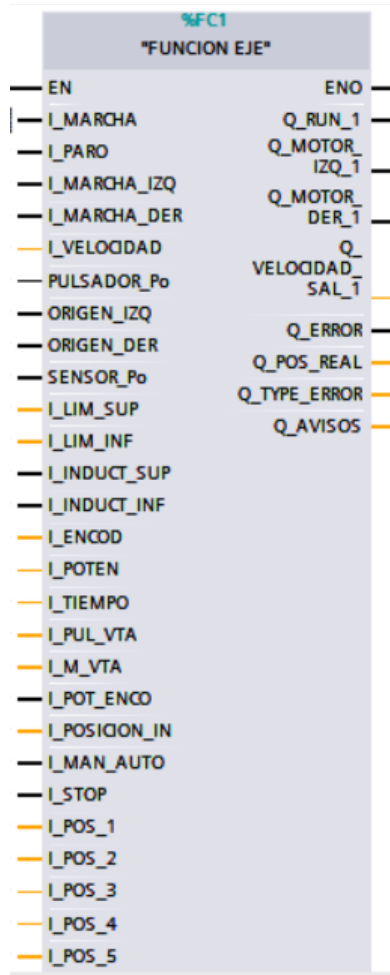 %FC1
"FUNCION EJE"
EN
ENO
I_MARCHA
Q_RUN_1
I_PARO
Q_MOTOR_
IZQ_1
I_MARCHA_IZQ
Q_MOTOR_
DER_1
I_MARCHA_DER
I_VELOCIDAD
Q_
VELOCIDAD_
SAL_1
PULSADOR_Po
ORIGEN_IZQ
Q_ERROR
ORIGEN_DER
Q_POS_REAL
SENSOR_Po
Q_TYPE_ERROR
I_LIM_SUP
Q_AVISOS
I_LIM_INF
I_INDUCT_SUP
I_INDUCT_INF
I_ENCOD
I_POTEN
I_TIEMPO
I_PUL_VTA
I_M_VTA
I_POT_ENCO
I_POSICION_IN
I_MAN_AUTO
I_STOP
I_POS_1
I_POS_2
I_POS_3
I_POS_4
I_POS_5